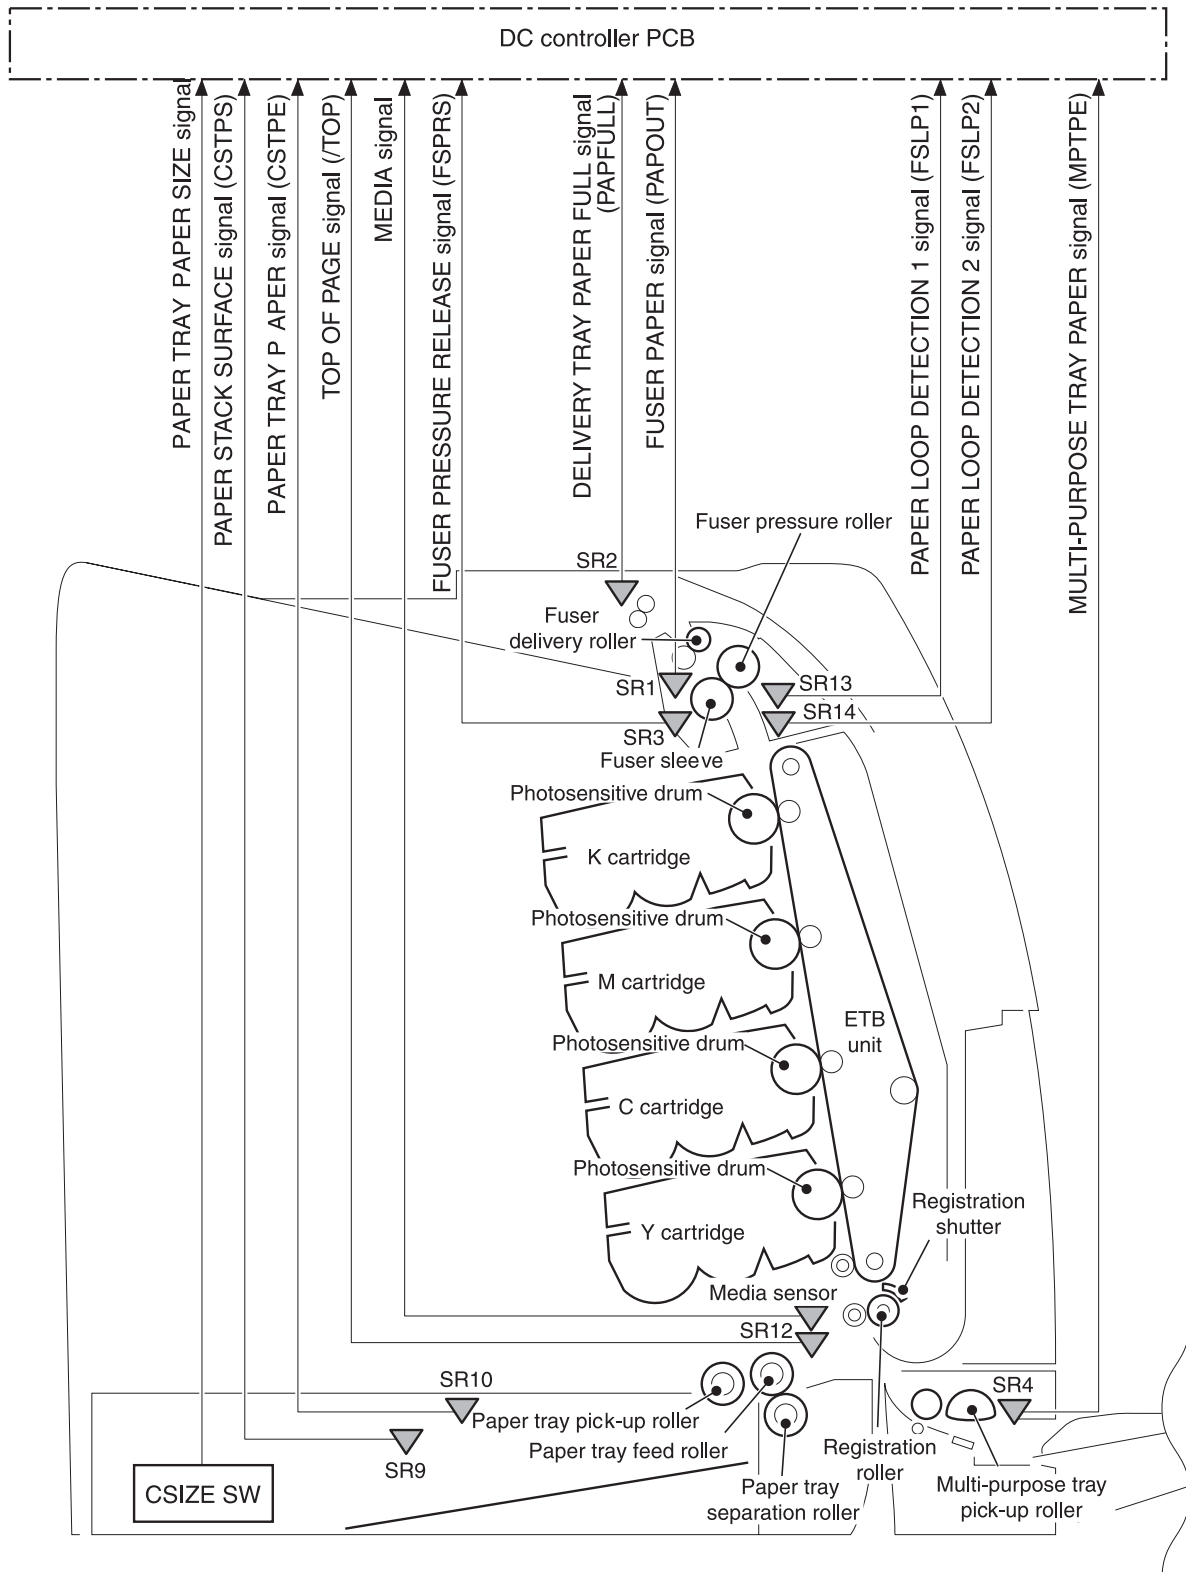 DC controller PCB
PAPER TRAY PAPER SIZE signal
PAPER STACK SURFACE signal (CSTPS)
PAPER TRAY P APER signal (CSTPE)
TOP OF PAGE signal (/TOP)
MEDIA signal
FUSER PRESSURE RELEASE signal (FSPRS)
DELIVERY TRAY PAPER FULL signal
(PAPFULL)
FUSER PAPER signal (PAPOUT)
PAPER LOOP DETECTION 1 signal (FSLP1)
PAPER LOOP DETECTION 2 signal (FSLP2)
MULTI-PURPOSE TRAY PAPER signal (MPTPE)
Fuser pressure roller
SR2
Fuser
delivery roller
SR1
SR13
SR14
SR3
Fuser sleeve
Photosensitive drum
K cartridge
Photosensitive drum
M cartridge
ETB
unit
Photosensitive drum
C cartridge
Photosensitive drum
Y cartridge
Registration
shutter
Media sensor
SR12
SR10
SR4
Paper tray pick-up roller
Paper tray feed roller
SR9
Registration
roller
CSIZE SW
Paper tray
separation roller
Multi-purpose tray
pick-up roller